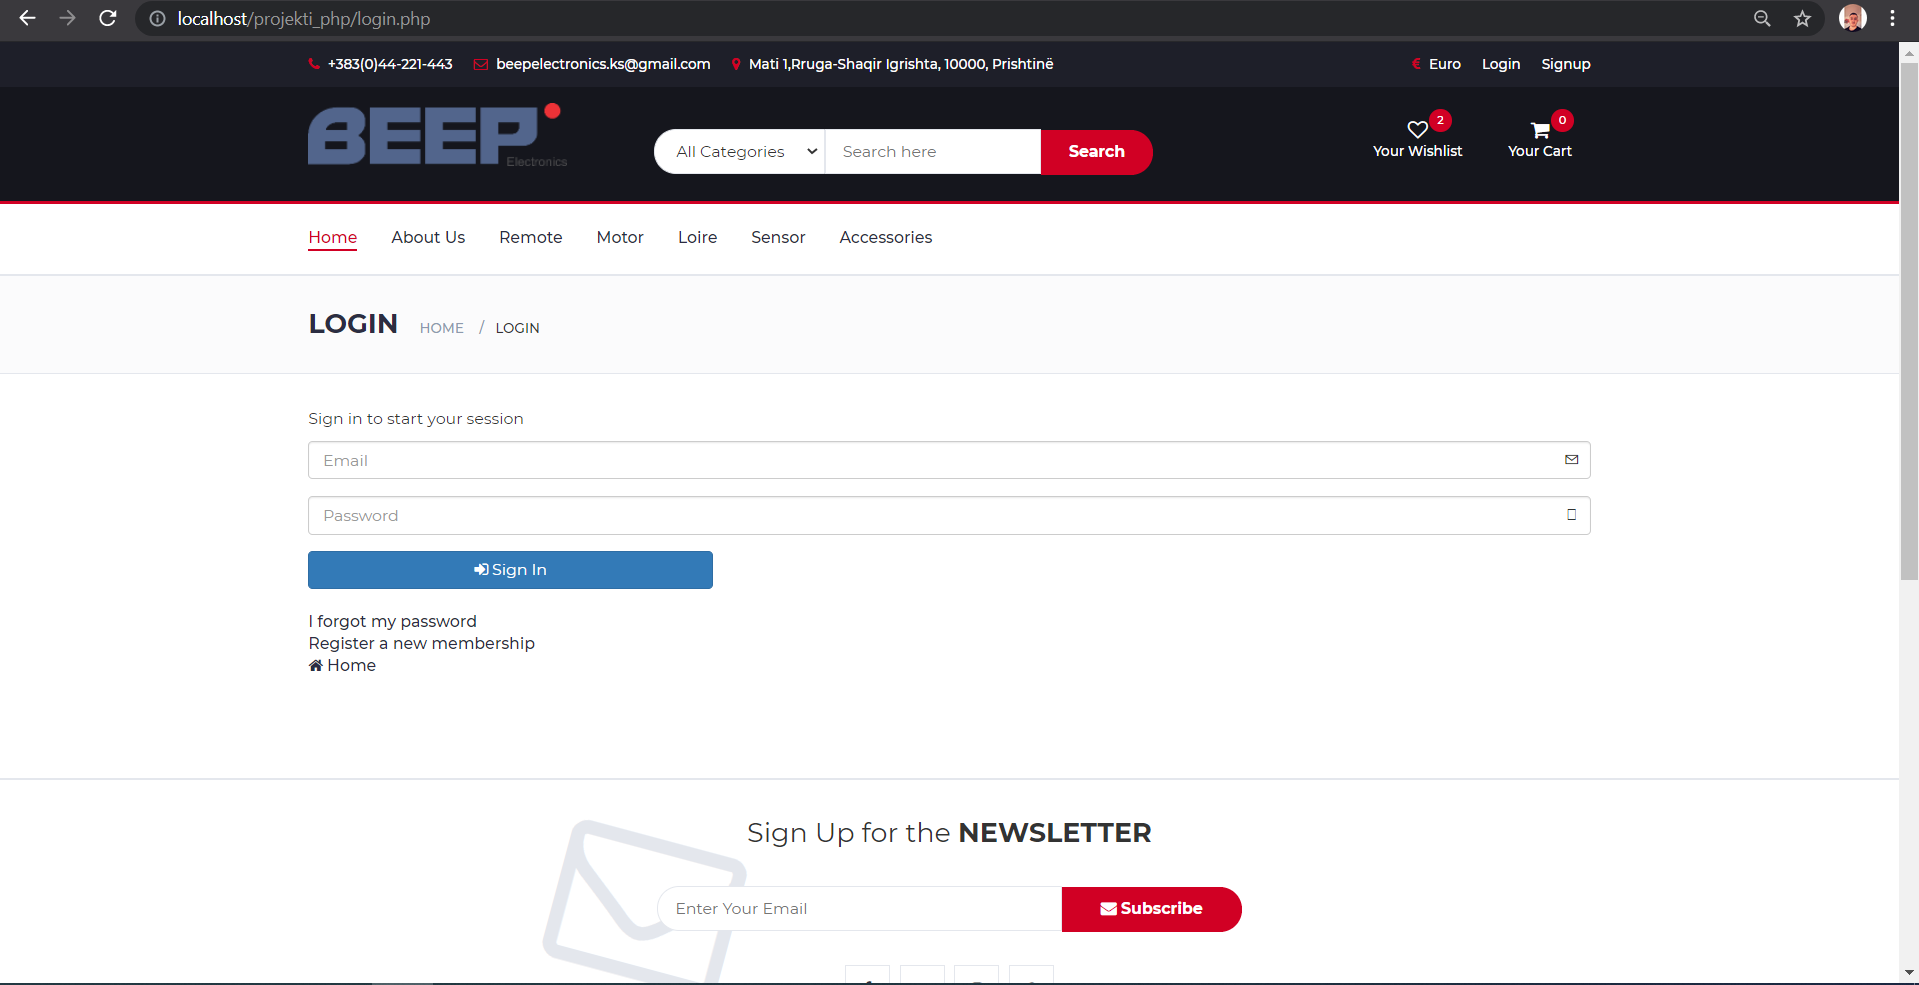 localhost/projekti_php/login.php
+383(0)44-221-443 beepelectronics.ks@gmail.com Mati 1,Rruga-Shaqir Igrishta, 10000, Prishtinë € Euro Login Signup
BEEP Electronics
All Categories Search here Search
2 0
Your Wishlist Your Cart
Home About Us Remote Motor Loire Sensor Accessories
LOGIN HOME / LOGIN
Sign in to start your session
Email
Password
Sign In
I forgot my password
Register a new membership
Home
Sign Up for the NEWSLETTER
Enter Your Email Subscribe